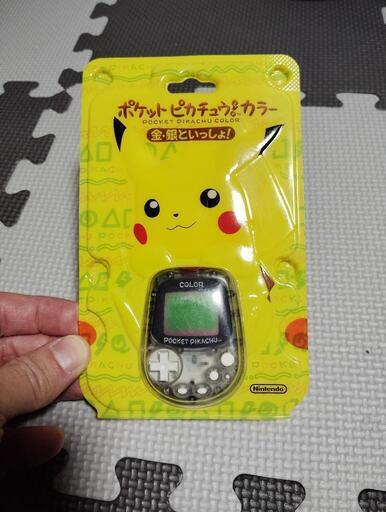 ポケットピカチュウカラー
POCKET PIKACHU COLOR
金・銀といっしょ！
COLOR
POCKET PIKACHU
Nintendo